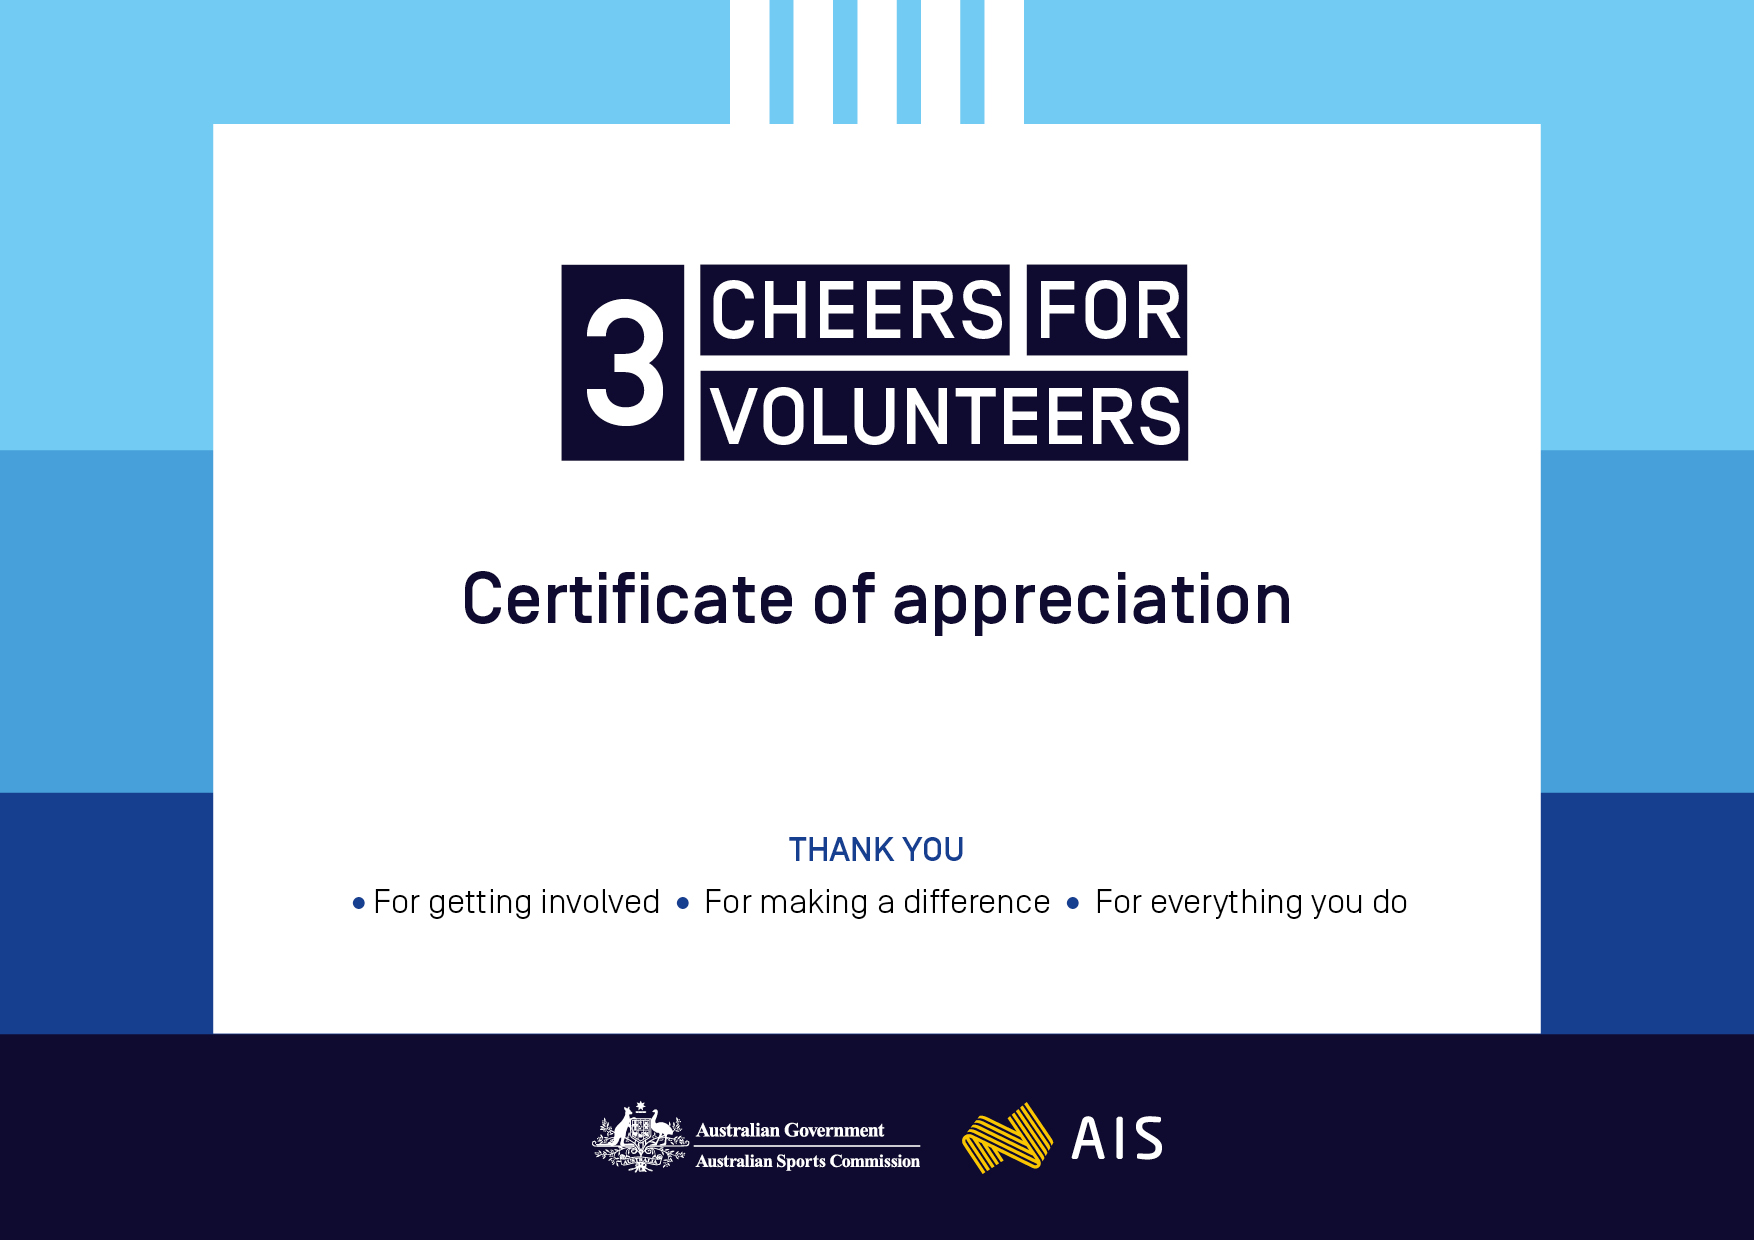 3 CHEERS FOR
VOLUNTEERS
Certificate of appreciation
THANK YOU
• For getting involved • For making a difference • For everything you do
Australian Government
Australian Sports Commission
AIS